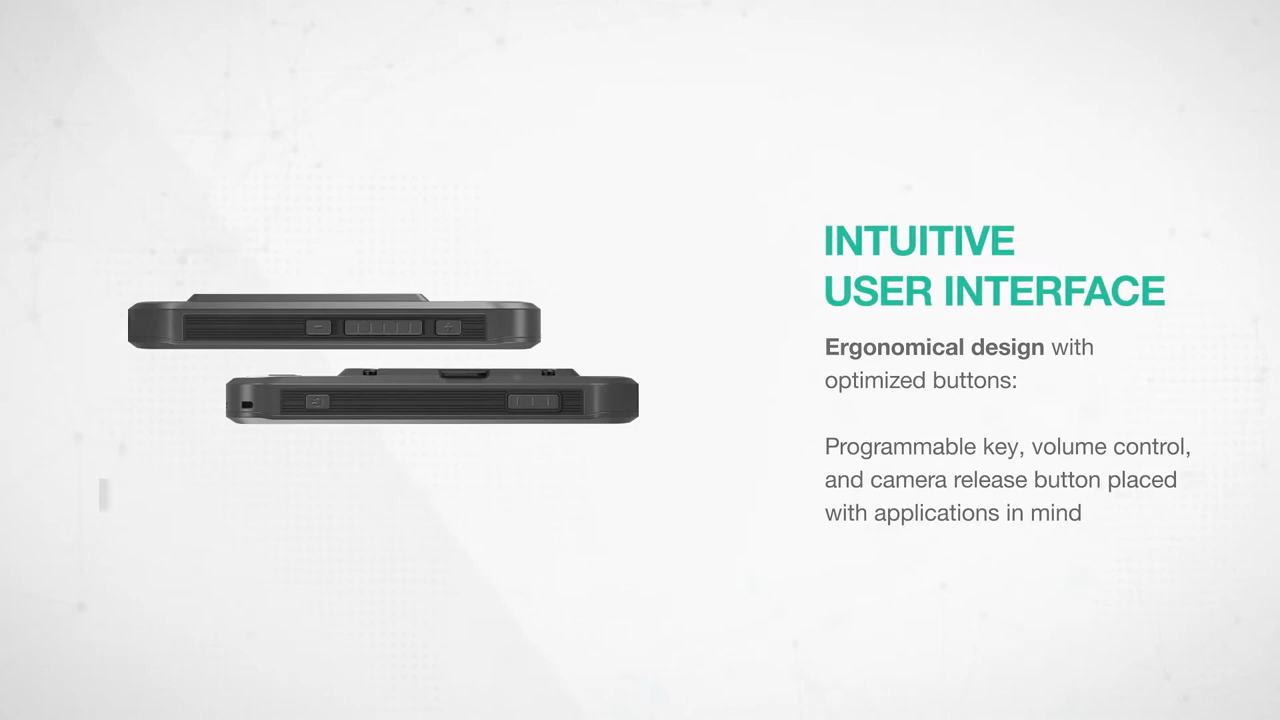 INTUITIVE
USER INTERFACE
Ergonomical design with
optimized buttons:
Programmable key, volume control,
and camera release button placed
with applications in mind